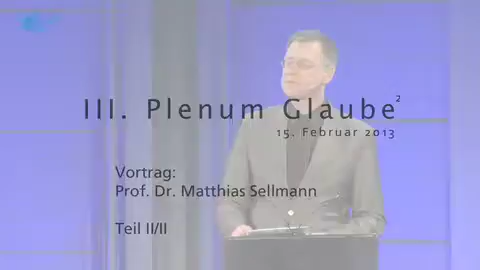 III. Plenum Glaube²
15. Februar 2013
Vortrag:
Prof. Dr. Matthias Sellmann
Teil II/II